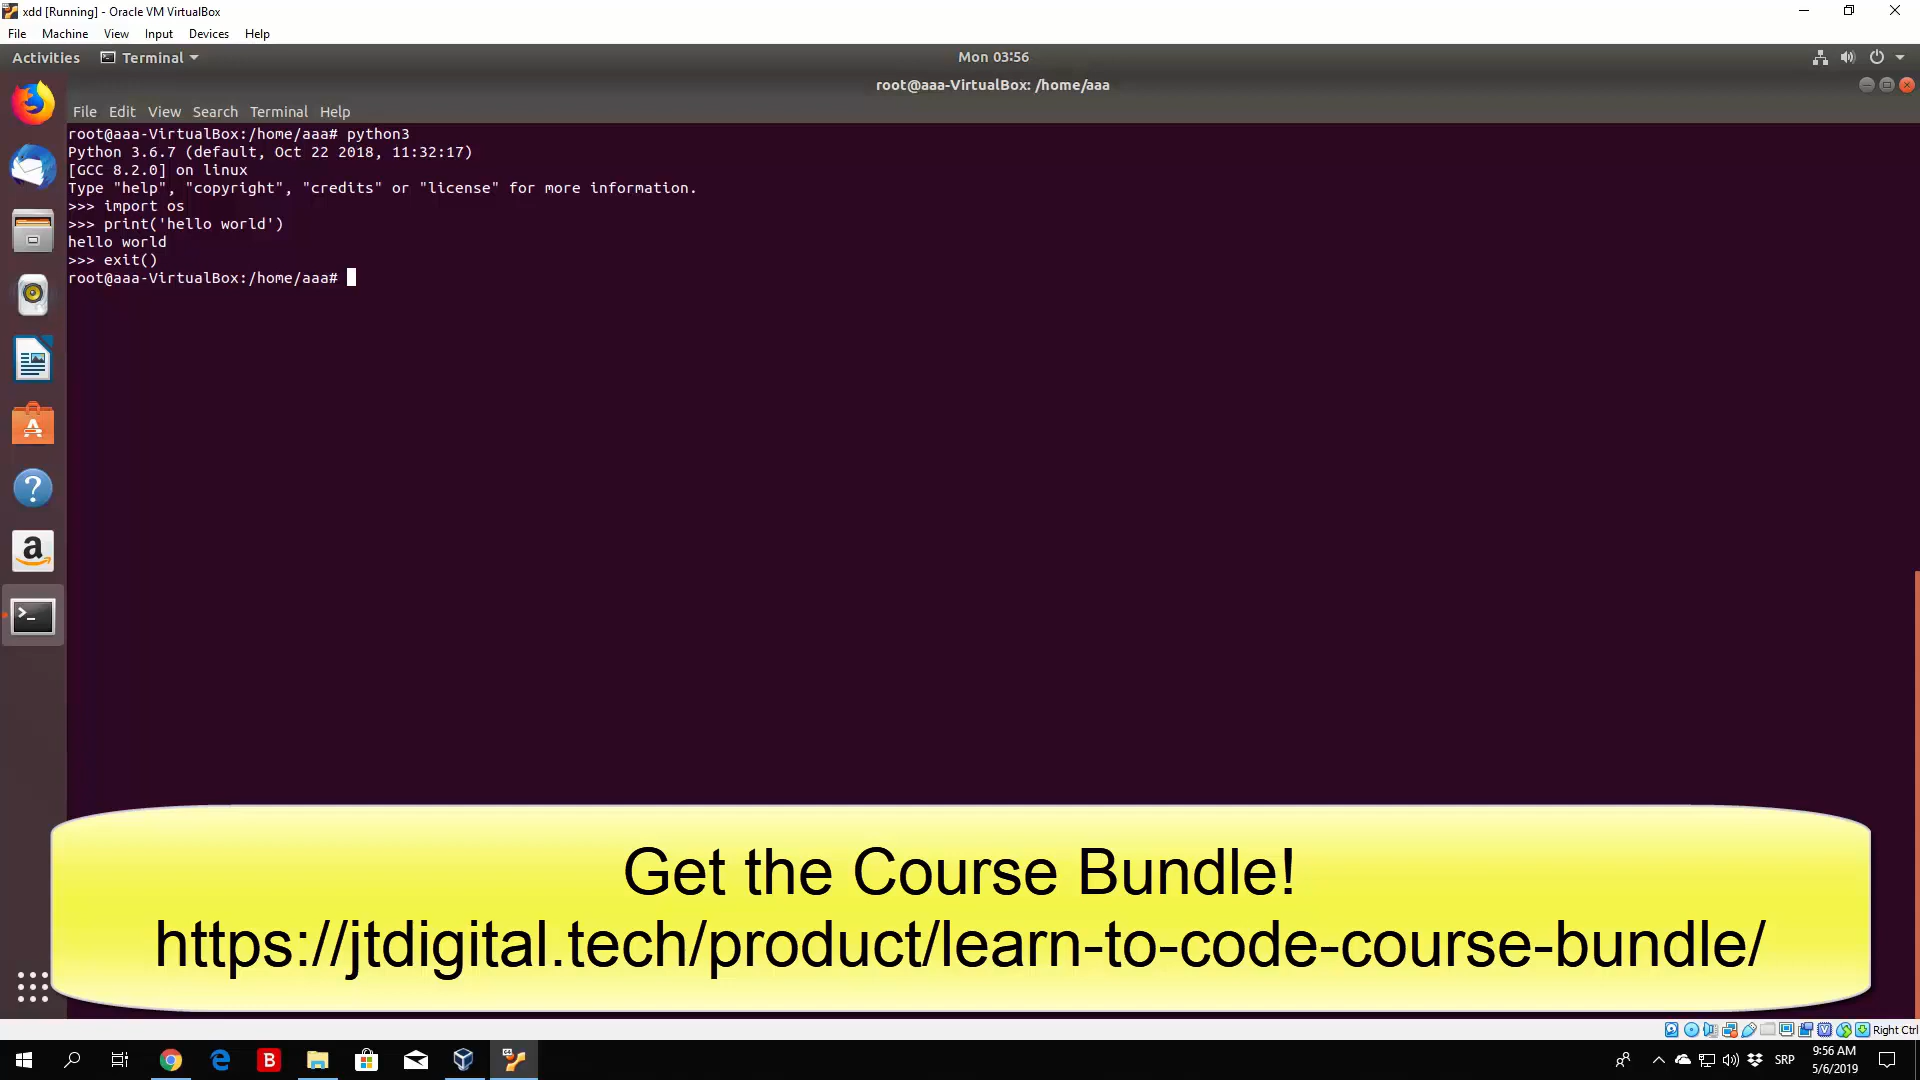 xdd [Running] - Oracle VM VirtualBox
File Machine View Input Devices Help
Activities Terminal Mon 03:56
root@aaa-VirtualBox: /home/aaa
File Edit View Search Terminal Help
root@aaa-VirtualBox:/home/aaa# python3
Python 3.6.7 (default, Oct 22 2018, 11:32:17)
[GCC 8.2.0] on linux
Type "help", "copyright", "credits" or "license" for more information.
>>> import os
>>> print('hello world')
hello world
>>> exit()
root@aaa-VirtualBox:/home/aaa#
Get the Course Bundle!
https://jtdigital.tech/product/learn-to-code-course-bundle/
Right Ctrl
SRP
9:56 AM
5/6/2019